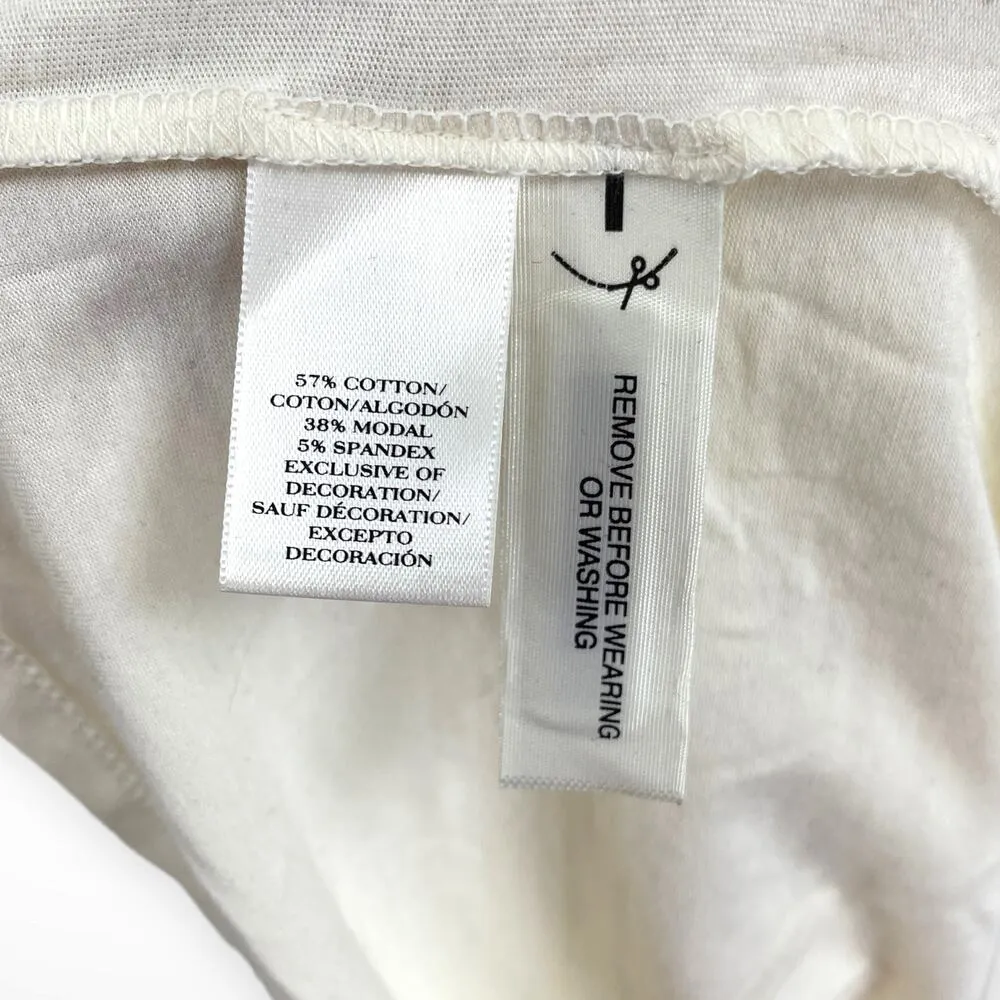 57% COTTON/
COTON/ALGODÓN
38% MODAL
5% SPANDEX
EXCLUSIVE OF
DECORATION/
SAUF DÉCORATION/
EXCEPTO
DECORACIÓN
REMOVE BEFORE WEARING
OR WASHING